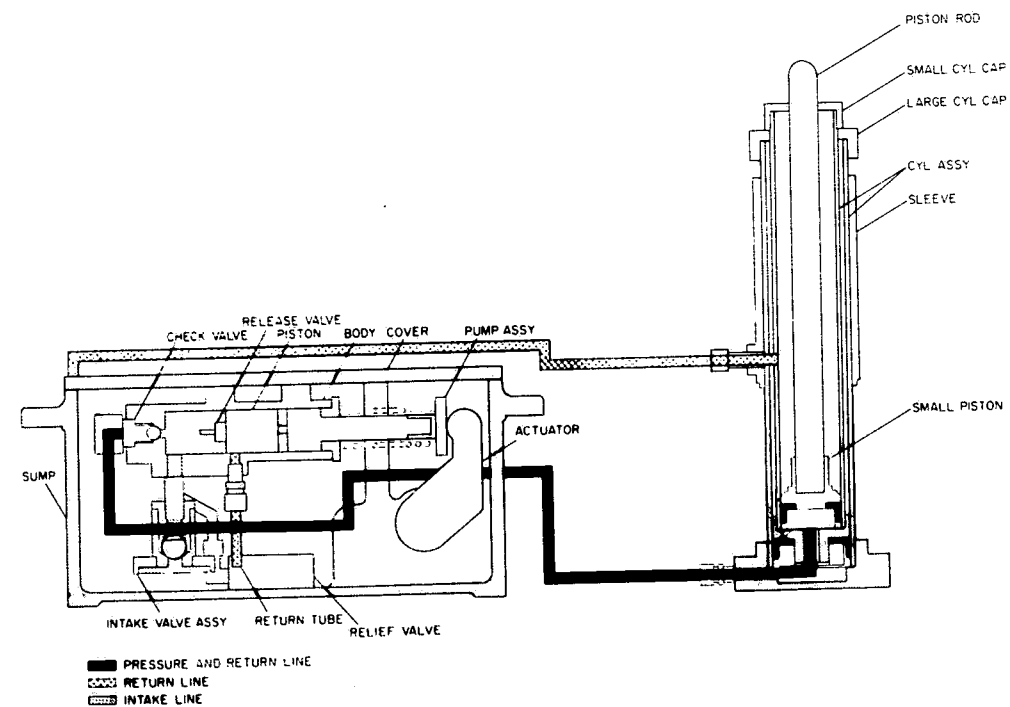 PISTON ROD
SMALL CYL CAP
LARGE CYL CAP
CYL ASSY
SLEEVE
RELEASE VALVE
CHECK VALVE PISTON BODY COVER PUMP ASSY
SMALL PISTON
ACTUATOR
SUMP
INTAKE VALVE ASSY RETURN TUBE RELIEF VALVE
PRESSURE AND RETURN LINE
RETURN LINE
INTAKE LINE